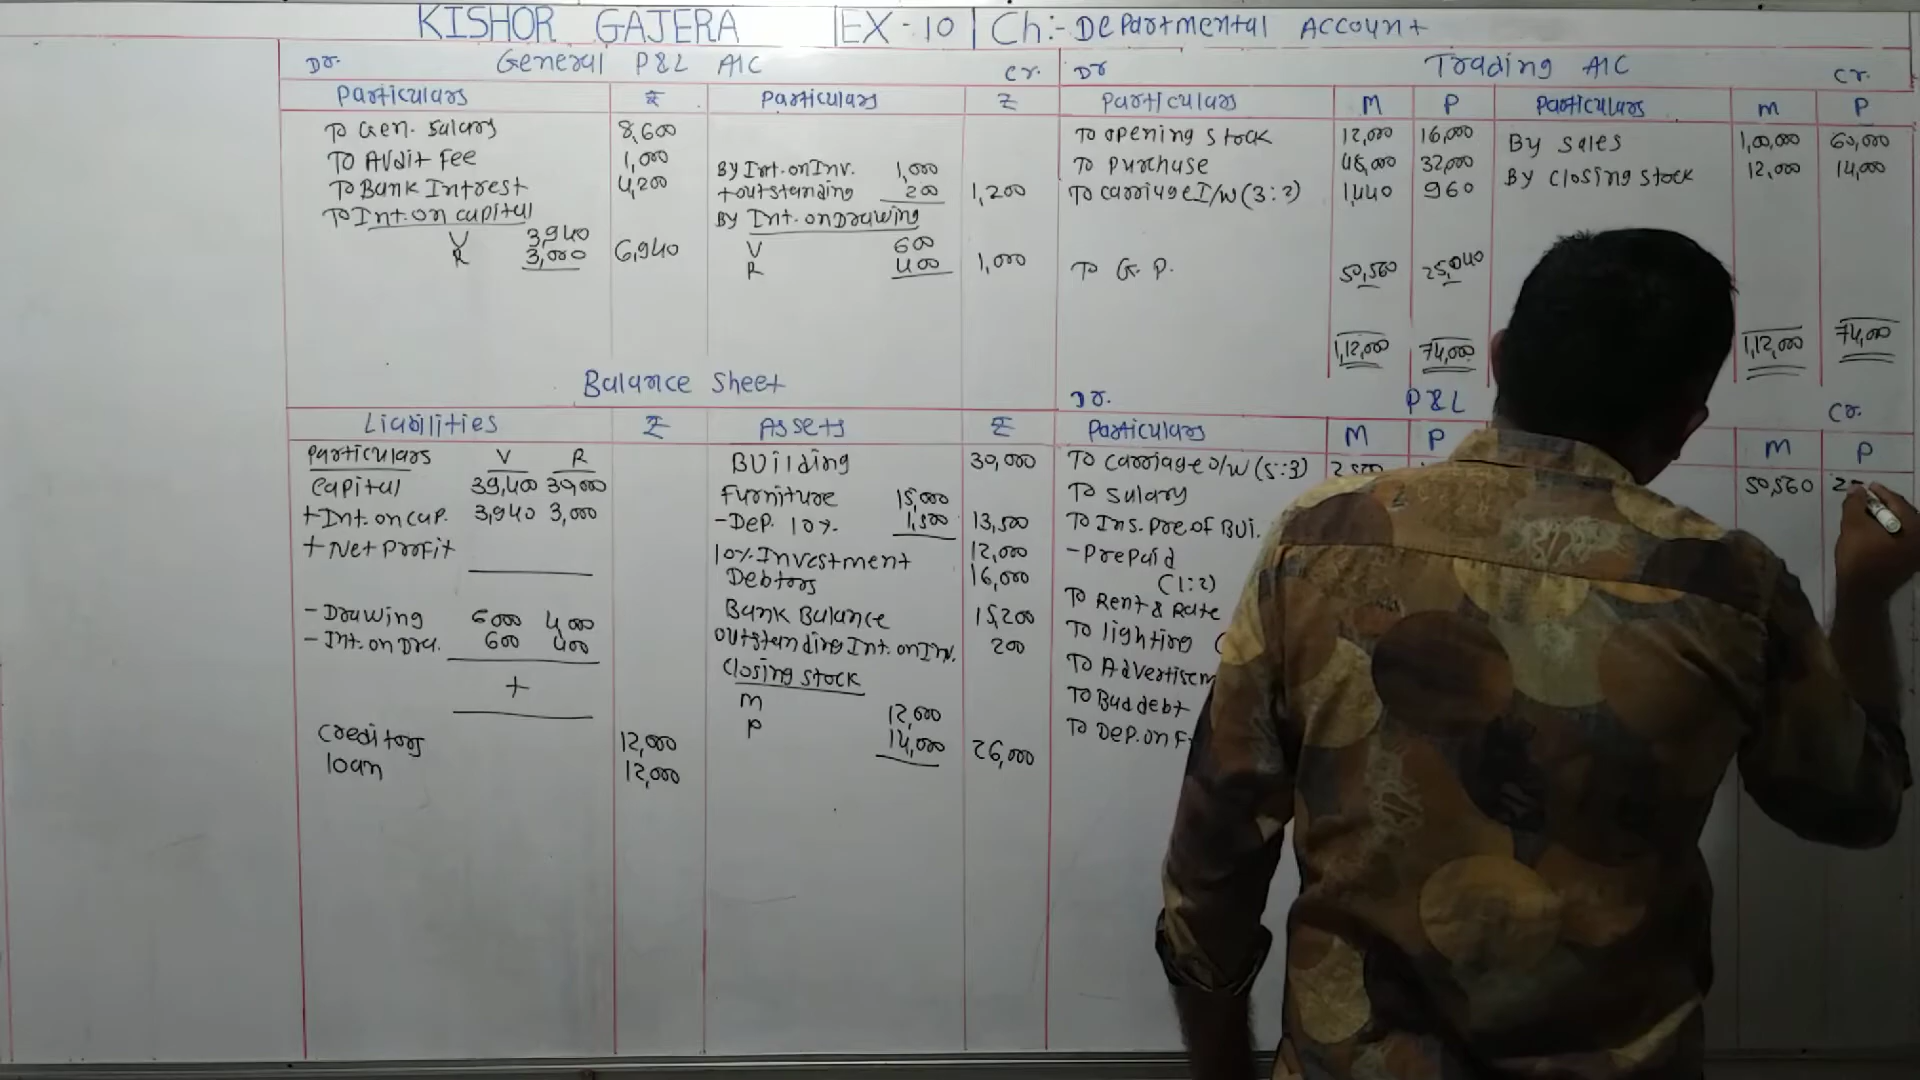 KISHOR GAJERA | EX-10 | Ch:- Departmental Account
Dr. General P&L A/C Cr.
Particulars ₹ Particulars ₹
To Gen. Salary 8,600
To Audit Fee 1,000
By Int. on Inv. 1,000
To Bank Intrest 4,200
+ outstanding 200 1,200
To Int. on capital
By Int. on Drawing
V 3,940
R 3,000 6,940
V 600
R 400 1,000
Balance Sheet
Liabilities ₹ Assets ₹
Particulars V R
Capital 39,400 30,000
+ Int. on cap. 3,940 3,000
+ Net Profit
- Drawing 6000 4,000
- Int. on Dra. 600 400
+
Creditors 12,000
loan 12,000
Building 30,000
Furniture 15,000
- Dep. 10%. 1,500 13,500
10% Investment 12,000
Debtors 16,000
Bank Balance 15,200
Outstanding Int. on Inv. 200
Closing Stock
M 12,000
P 14,000 26,000
Dr Trading A/C Cr.
Particulars M P Particulars M P
To opening Stock 12,000 16,000 By Sales 1,00,000 60,000
To Purchase 32,000 By Closing Stock 12,000 14,000
To Carriage I/W (3:2) 1,440 960
To G. P. 50,560 25,040
1,12,000 74,000 1,12,000 74,000
Dr. P&L Cr.
Particulars M P M P
To Carriage O/W (5:3) 50,560
To Salary
To Ins. Pre. of Bui.
- Prepaid
(1:2)
To Rent & Rate
To lighting
To Bad debt
To Dep. on